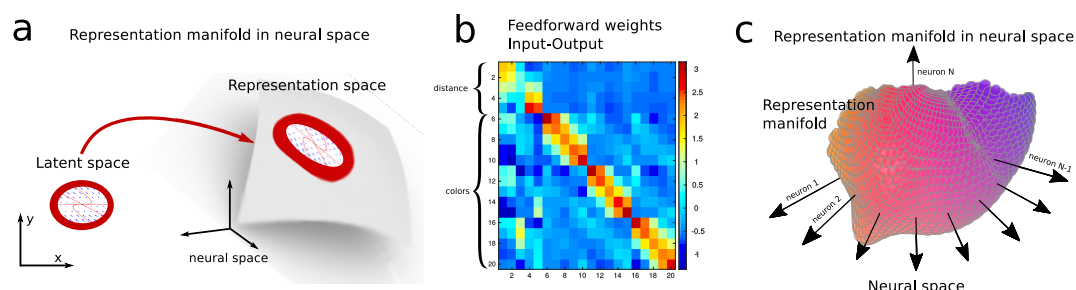 a
Representation manifold in neural space
Representation space
Latent space
y
x
neural space
b
Feedforward weights
Input-Output
distance
colors
2
4
6
8
10
12
14
16
18
20
2 4 6 8 10 12 14 16 18 20
3
2.5
2
1.5
1
0.5
0
-0.5
-1
c
Representation manifold in neural space
neuron N
Representation
manifold
neuron N-1
neuron 1
neuron 2
Neural space